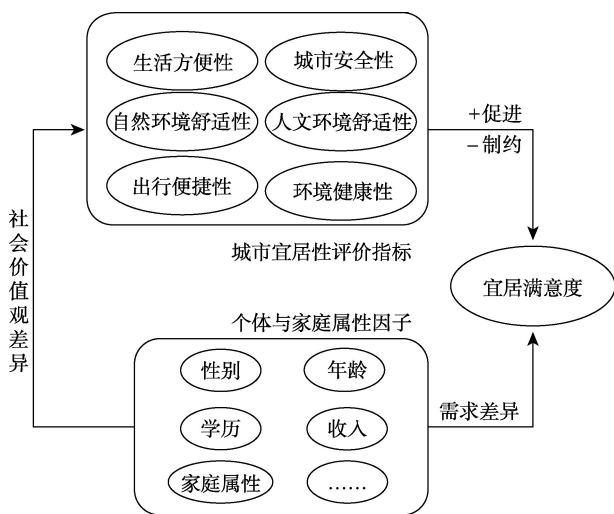 生活方便性
城市安全性
自然环境舒适性
人文环境舒适性
出行便捷性
环境健康性
城市宜居性评价指标
+促进
-制约
宜居满意度
社会价值观差异
个体与家庭属性因子
性别
年龄
学历
收入
家庭属性
……
需求差异